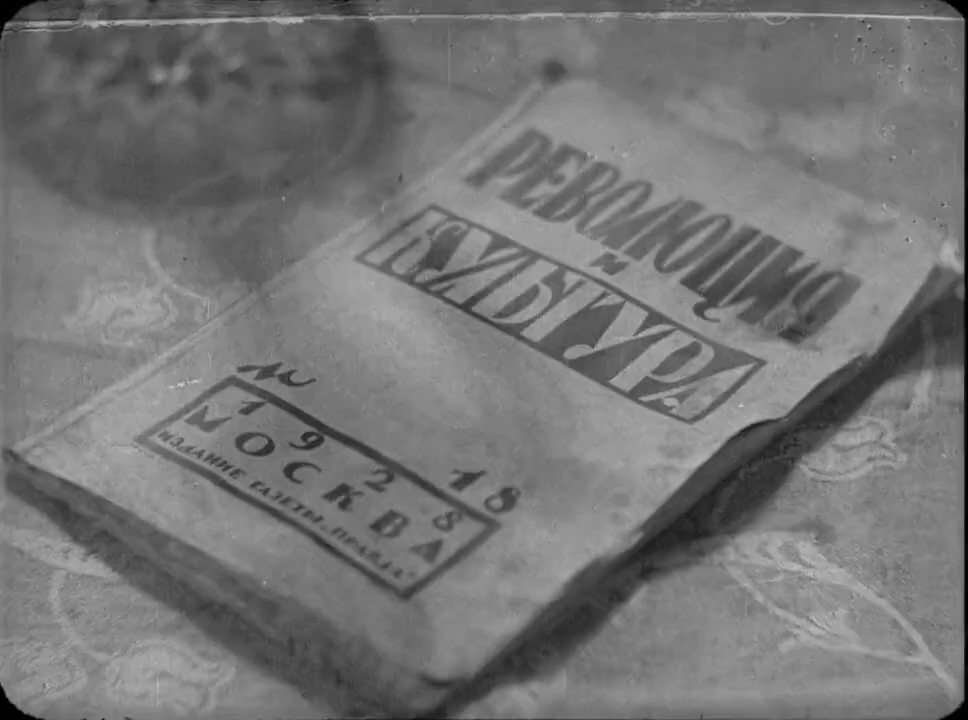 РЕВОЛЮЦИЯ
и
КУЛЬТУРА
№ 18
1928
МОСКВА
ИЗДАНИЕ ГАЗЕТЫ „ПРАВДА“